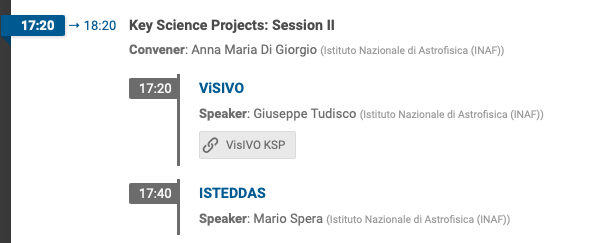 17:20 → 18:20 Key Science Projects: Session II
Convener: Anna Maria Di Giorgio (Istituto Nazionale di Astrofisica (INAF))
17:20 ViSIVO
Speaker: Giuseppe Tudisco (Istituto Nazionale di Astrofisica (INAF))
VisIVO KSP
17:40 ISTEDDAS
Speaker: Mario Spera (Istituto Nazionale di Astrofisica (INAF))